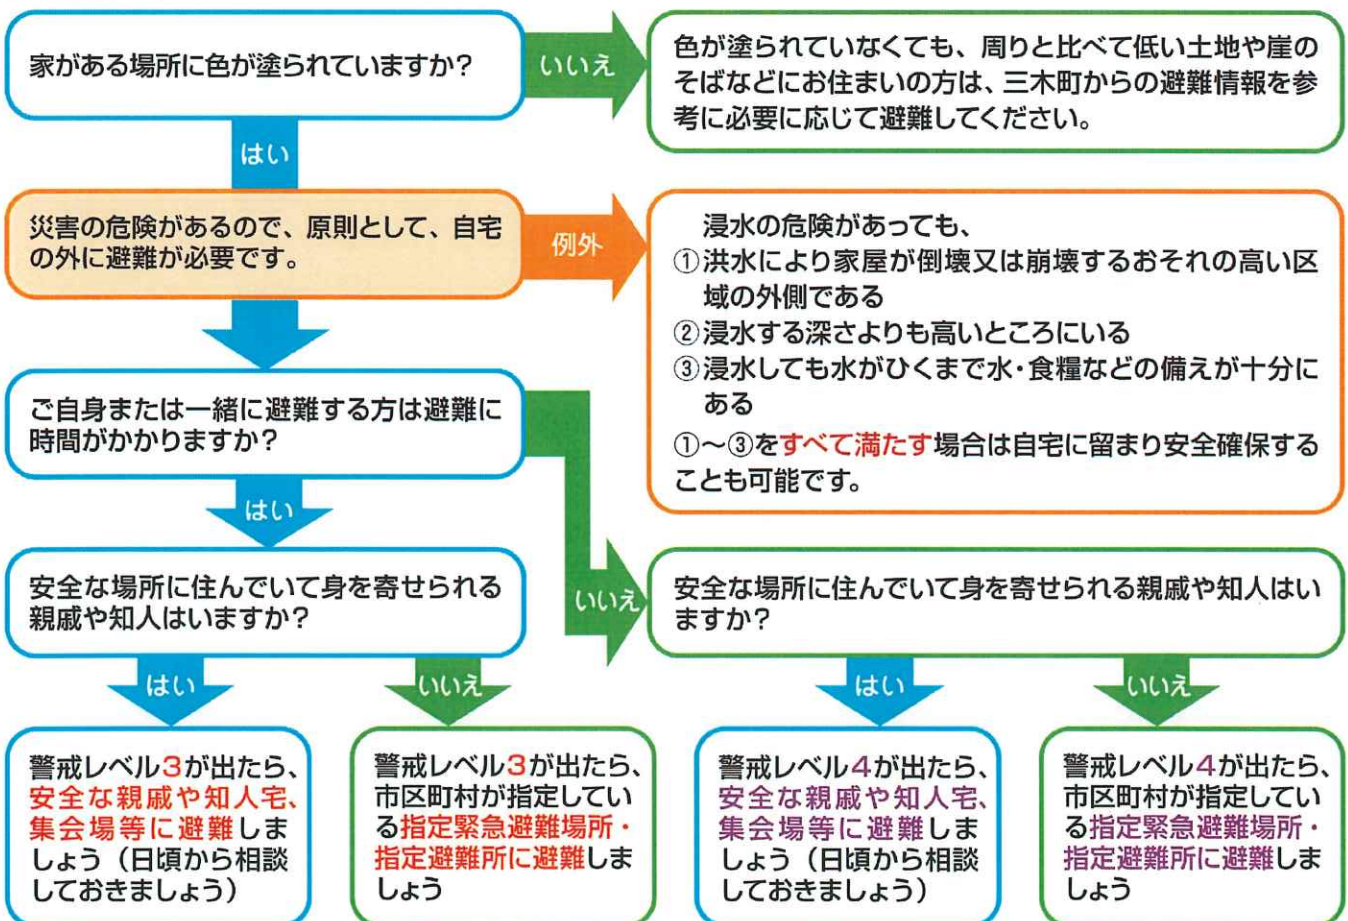 家がある場所に色が塗られていますか？
いいえ
色が塗られていなくても、周りと比べて低い土地や崖の
そばなどにお住まいの方は、三木町からの避難情報を参
考に必要に応じて避難してください。
はい
災害の危険があるので、原則として、自宅
の外に避難が必要です。
例外
浸水の危険があっても、
①洪水により家屋が倒壊又は崩壊するおそれの高い区
域の外側である
②浸水する深さよりも高いところにいる
③浸水しても水がひくまで水・食糧などの備えが十分に
ある
①～③をすべて満たす場合は自宅に留まり安全確保する
ことも可能です。
ご自身または一緒に避難する方は避難に
時間がかかりますか？
はい
いいえ
安全な場所に住んでいて身を寄せられる
親戚や知人はいますか？
安全な場所に住んでいて身を寄せられる親戚や知人はい
ますか？
はい
いいえ
はい
いいえ
警戒レベル3が出たら、
安全な親戚や知人宅、
集会場等に避難しま
しょう（日頃から相談
しておきましょう）
警戒レベル3が出たら、
市区町村が指定してい
る指定緊急避難場所・
指定避難所に避難しま
しょう
警戒レベル4が出たら、
安全な親戚や知人宅、
集会場等に避難しま
しょう（日頃から相談
しておきましょう）
警戒レベル4が出たら、
市区町村が指定してい
る指定緊急避難場所・
指定避難所に避難しま
しょう